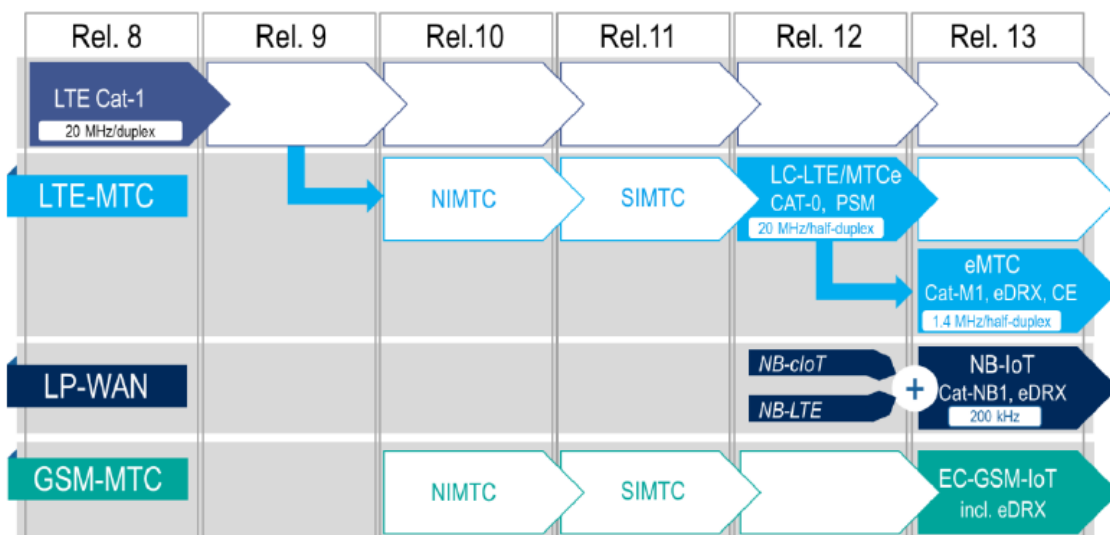 Rel. 8
Rel. 9
Rel.10
Rel.11
Rel. 12
Rel. 13
LTE Cat-1
20 MHz/duplex
LTE-MTC
NIMTC
SIMTC
LC-LTE/MTCe
CAT-0, PSM
20 MHz/half-duplex
eMTC
Cat-M1, eDRX, CE
1.4 MHz/half-duplex
LP-WAN
NB-cIoT
NB-LTE
+
NB-IoT
Cat-NB1, eDRX
200 kHz
GSM-MTC
NIMTC
SIMTC
EC-GSM-IoT
incl. eDRX